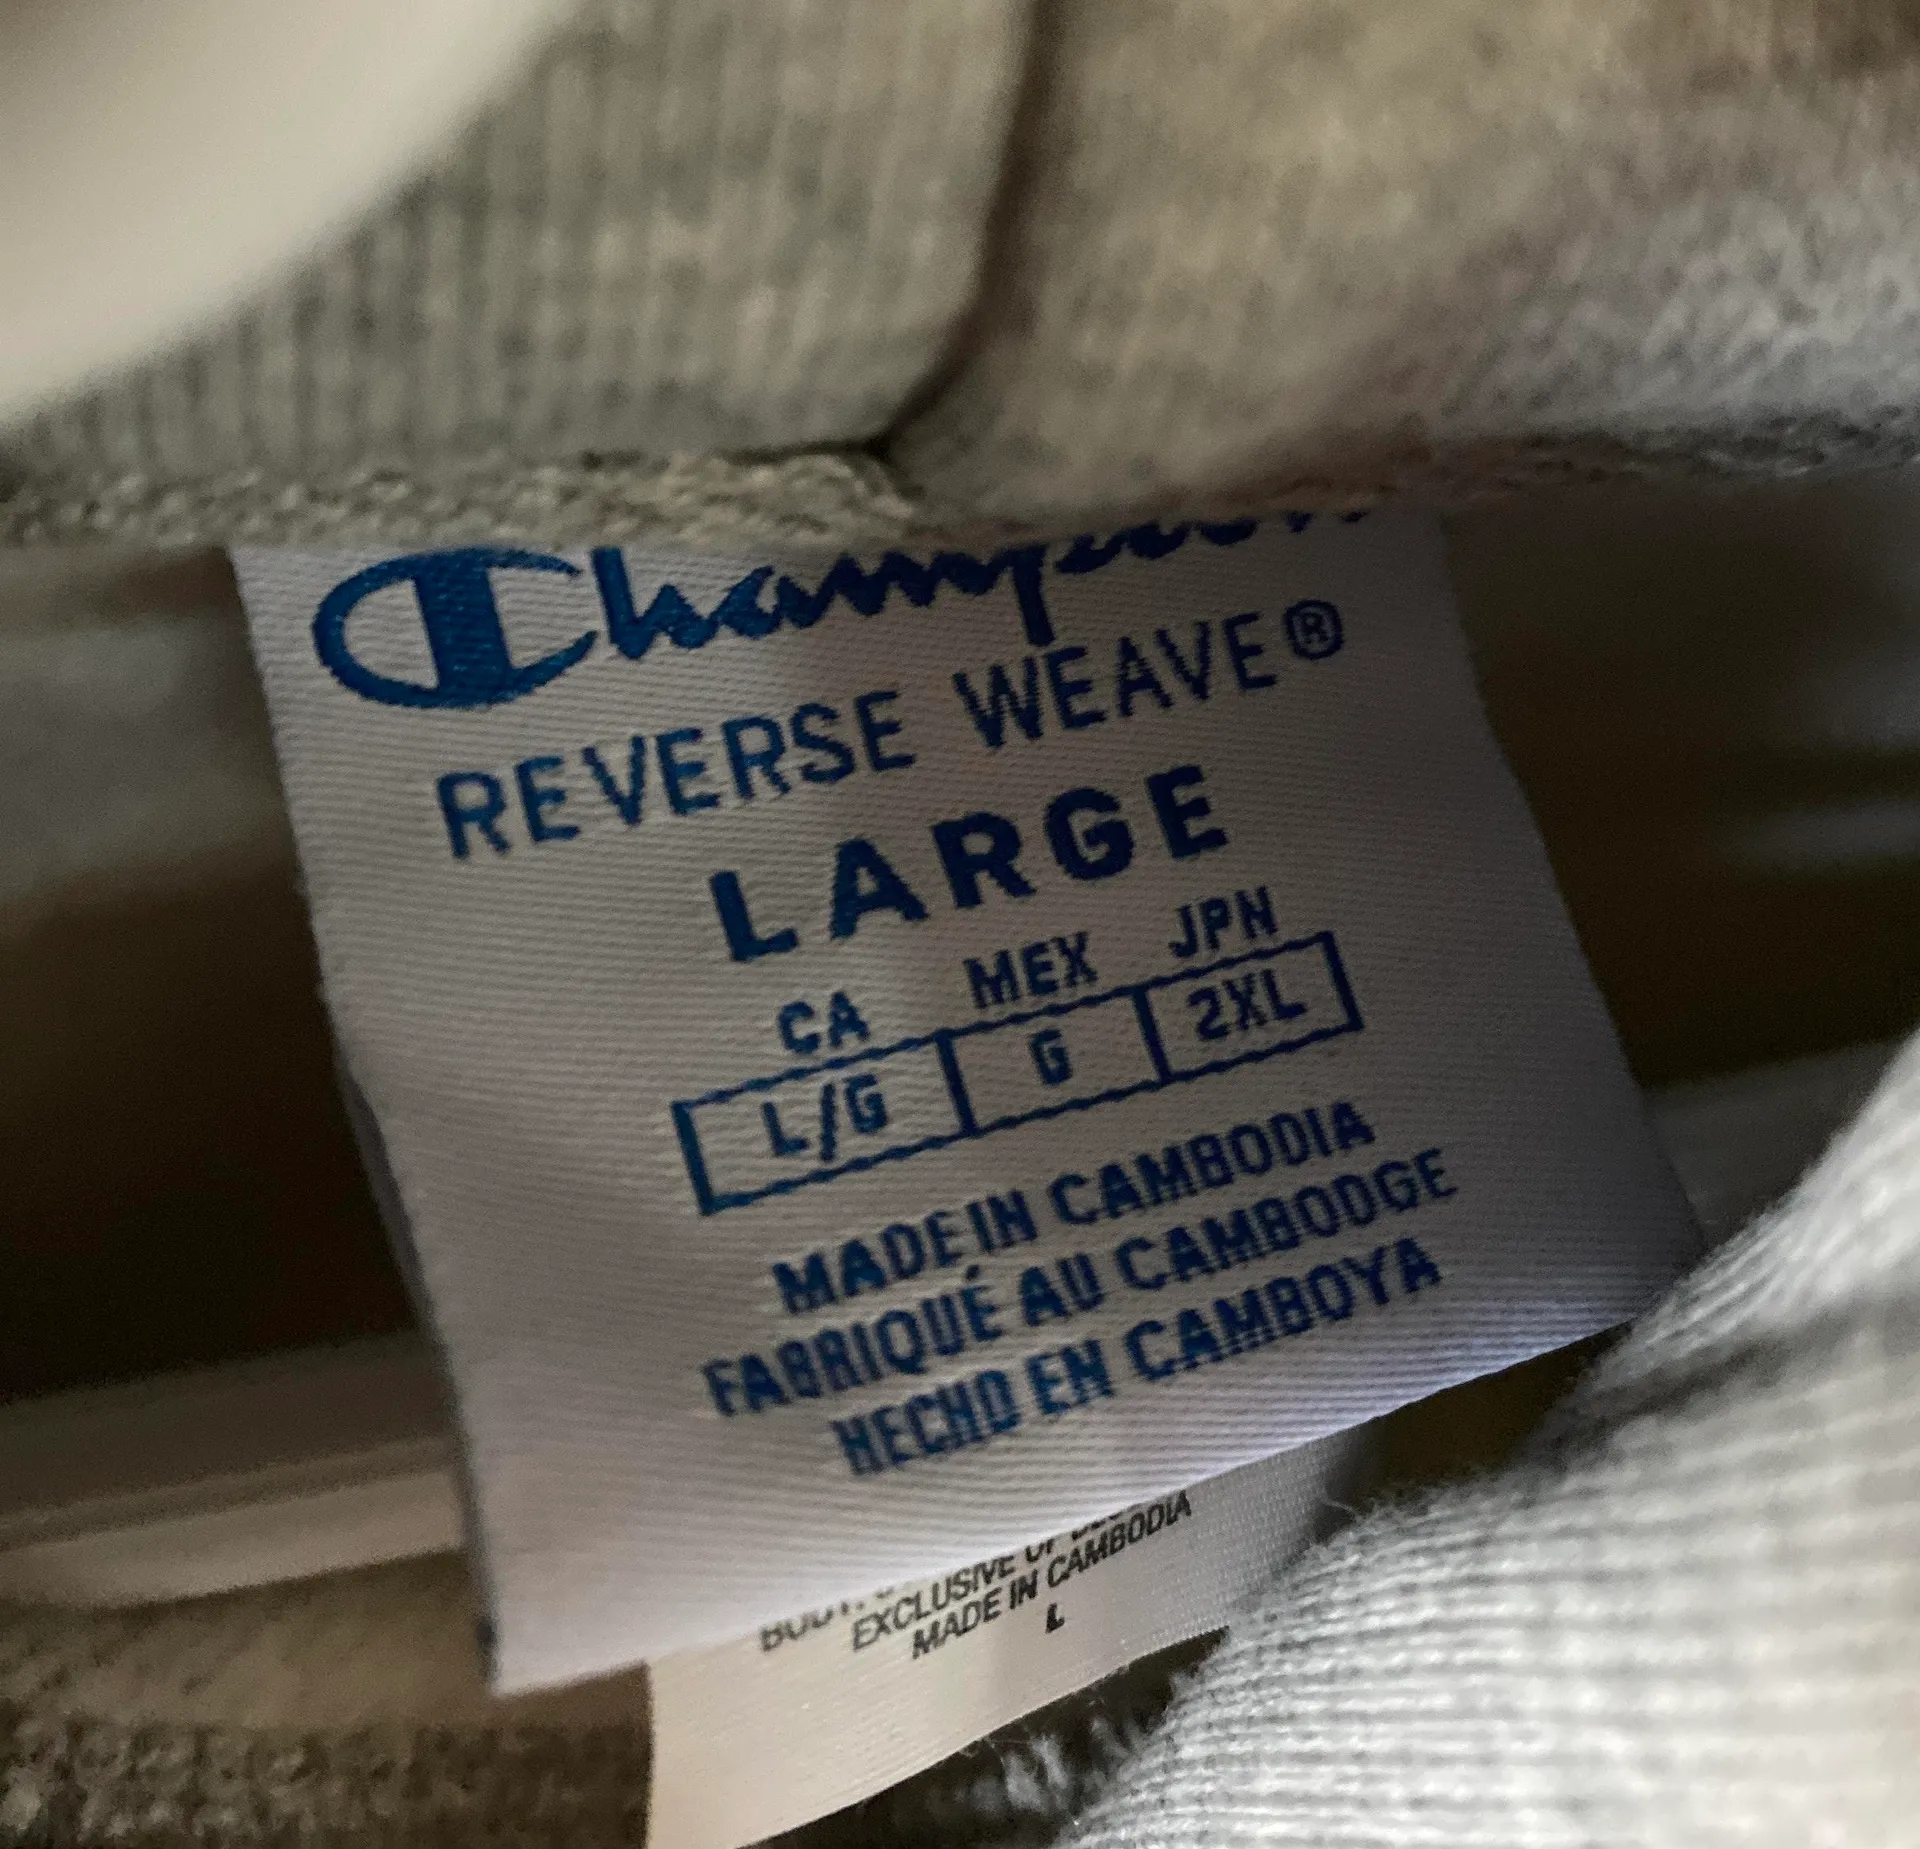 Champion
REVERSE WEAVE®
LARGE
CA MEX JPN
L/G G 2XL
MADE IN CAMBODIA
FABRIQUÉ AU CAMBODGE
HECHO EN CAMBOYA
EXCLUSIVE OF
MADE IN CAMBODIA
L